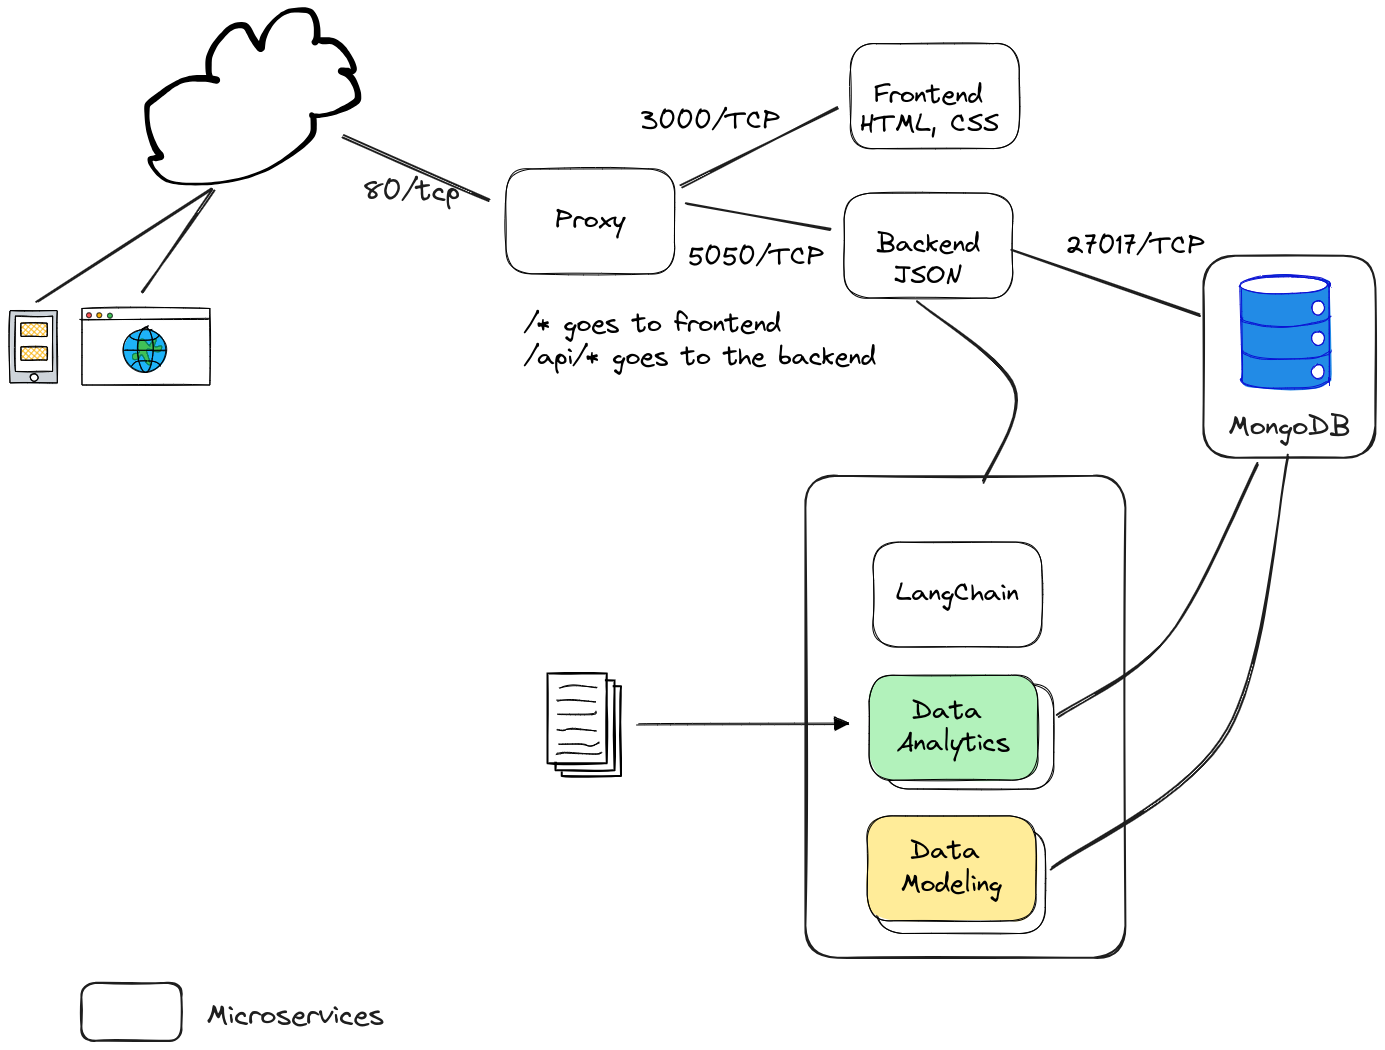 Frontend
HTML, CSS
3000/TCP
80/tcp
Proxy
5050/TCP
Backend
JSON
27017/TCP
/* goes to frontend
/api/* goes to the backend
MongoDB
LangChain
Data
Analytics
Data
Modeling
Microservices